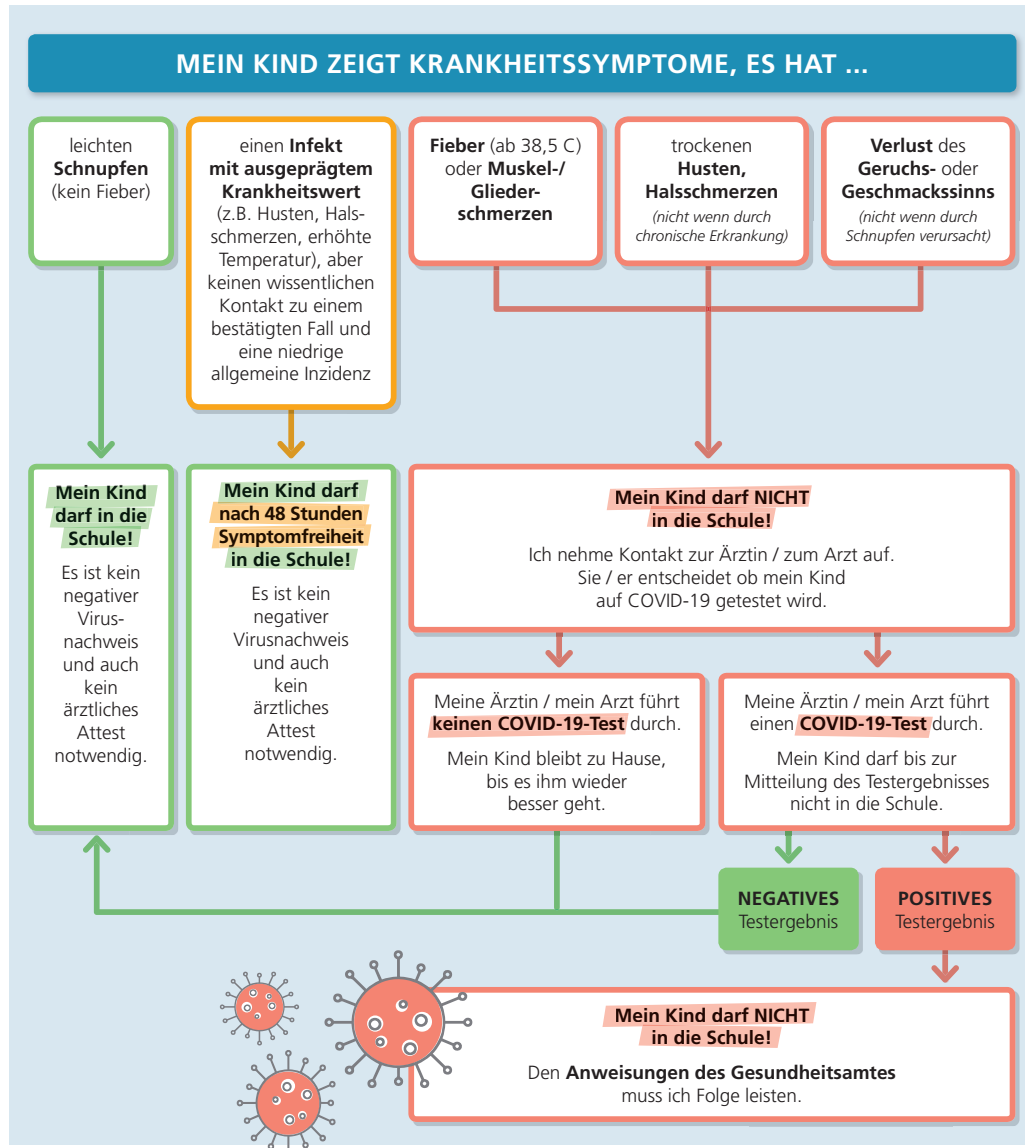 MEIN KIND ZEIGT KRANKHEITSSYMPTOME, ES HAT ...
leichten
Schnupfen
(kein Fieber)
einen Infekt
mit ausgeprägtem
Krankheitswert
(z.B. Husten, Hals-
schmerzen, erhöhte
Temperatur), aber
keinen wissentlichen
Kontakt zu einem
bestätigten Fall und
eine niedrige
allgemeine Inzidenz
Fieber (ab 38,5 C)
oder Muskel-/
Glieder-
schmerzen
trockenen
Husten,
Halsschmerzen
(nicht wenn durch
chronische Erkrankung)
Verlust des
Geruchs- oder
Geschmackssinns
(nicht wenn durch
Schnupfen verursacht)
Mein Kind
darf in die
Schule!
Es ist kein
negativer
Virus-
nachweis
und auch
kein
ärztliches
Attest
notwendig.
Mein Kind darf
nach 48 Stunden
Symptomfreiheit
in die Schule!
Es ist kein
negativer
Virusnachweis
und auch
kein
ärztliches
Attest
notwendig.
Mein Kind darf NICHT
in die Schule!
Ich nehme Kontakt zur Ärztin / zum Arzt auf.
Sie / er entscheidet ob mein Kind
auf COVID-19 getestet wird.
Meine Ärztin / mein Arzt führt
keinen COVID-19-Test durch.
Mein Kind bleibt zu Hause,
bis es ihm wieder
besser geht.
Meine Ärztin / mein Arzt führt
einen COVID-19-Test durch.
Mein Kind darf bis zur
Mitteilung des Testergebnisses
nicht in die Schule.
NEGATIVES
Testergebnis
POSITIVES
Testergebnis
Mein Kind darf NICHT
in die Schule!
Den Anweisungen des Gesundheitsamtes
muss ich Folge leisten.